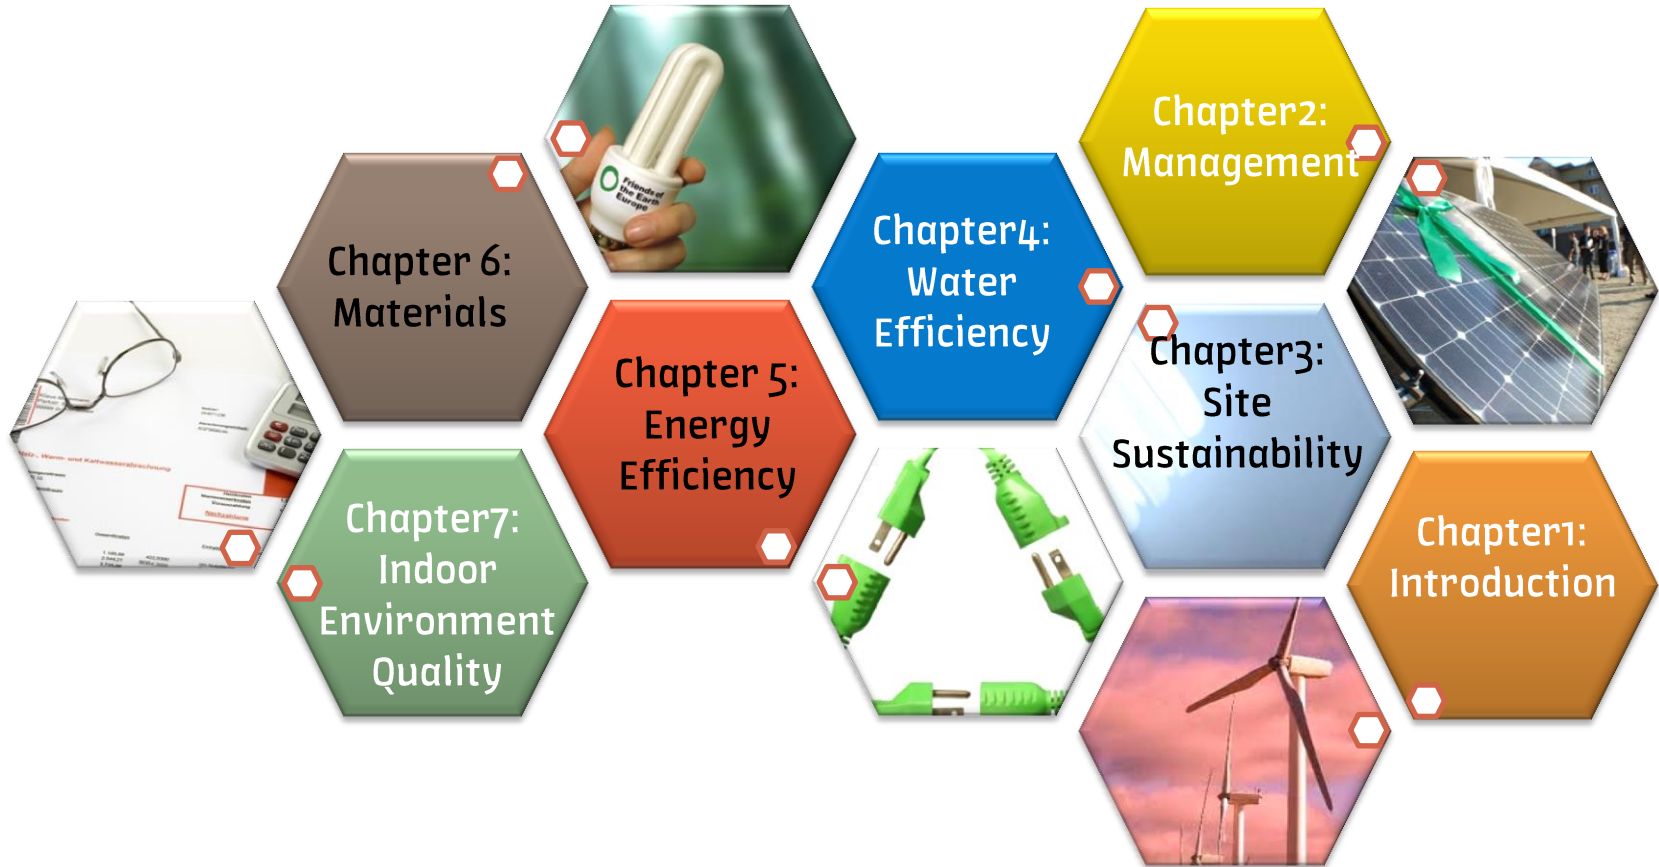 Chapter2:
Management
Chapter 6:
Materials
Friends of
the Earth
Europe
Chapter4:
Water
Efficiency
Chapter 5:
Energy
Efficiency
Chapter3:
Site
Sustainability
Chapter7:
Indoor
Environment
Quality
Chapter1:
Introduction